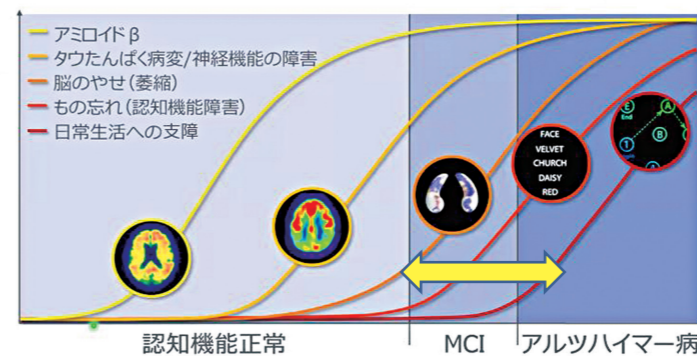 アミロイドβ
タウたんぱく病変/神経機能の障害
脳のやせ(萎縮)
もの忘れ(認知機能障害)
日常生活への支障
FACE
VELVET
CHURCH
DAISY
RED
E
End
A
B
1
認知機能正常
MCI
アルツハイマー病